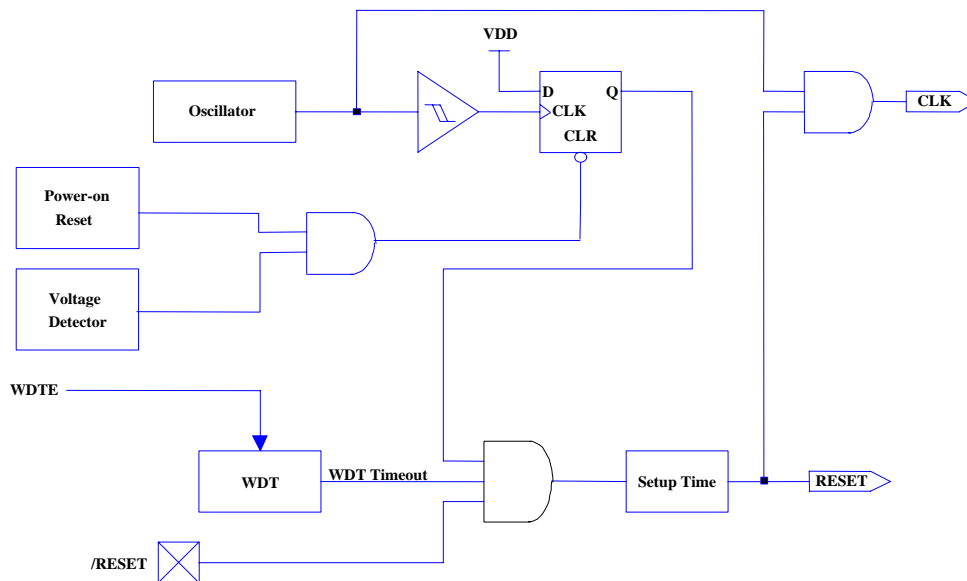 VDD
Oscillator
D
Q
CLK
CLR
CLK
Power-on
Reset
Voltage
Detector
WDTE
WDT
WDT Timeout
Setup Time
RESET
/RESET